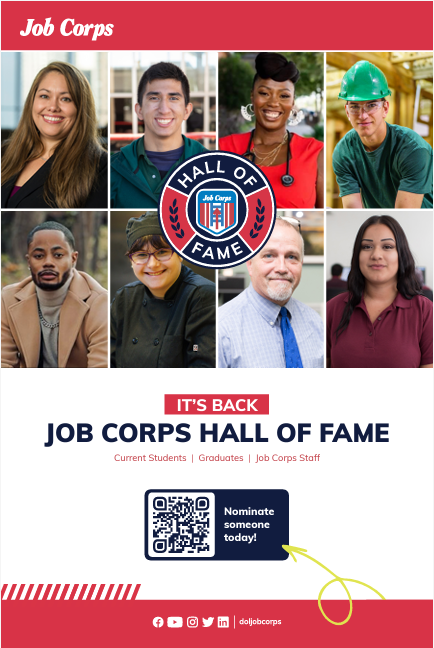 Job Corps
HALL OF
Job Corps
FAME
IT'S BACK
JOB CORPS HALL OF FAME
Current Students | Graduates | Job Corps Staff
Nominate
someone
today!
doljobcorps